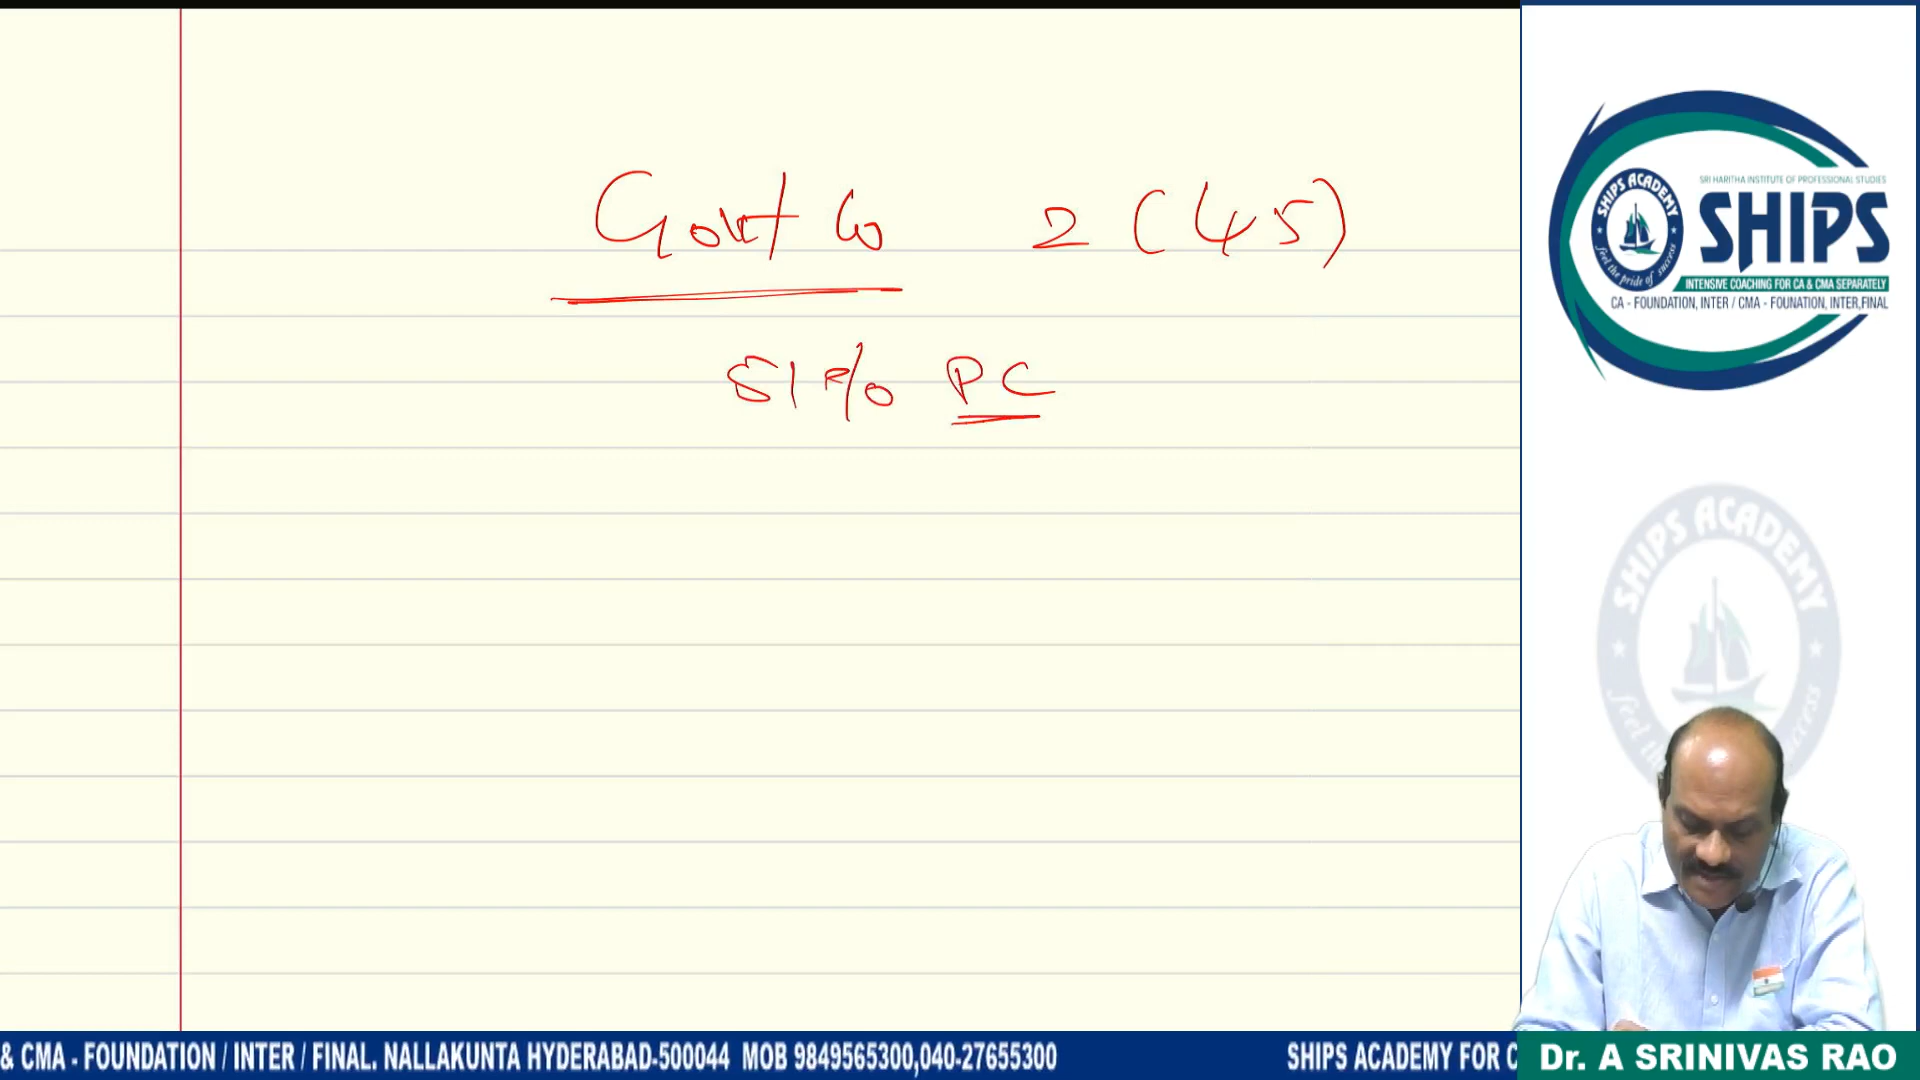 Govt Co 2(45)
51% PC
SHIPS ACADEMY
feel the pride of success
SRI HARITHA INSTITUTE OF PROFESSIONAL STUDIES
SHIPS
INTENSIVE COACHING FOR CA & CMA SEPARATELY
CA - FOUNDATION, INTER / CMA - FOUNATION, INTER,FINAL
SHIPS ACADEMY
& CMA - FOUNDATION / INTER / FINAL. NALLAKUNTA HYDERABAD-500044 MOB 9849565300,040-27655300 SHIPS ACADEMY FOR C
Dr. A SRINIVAS RAO